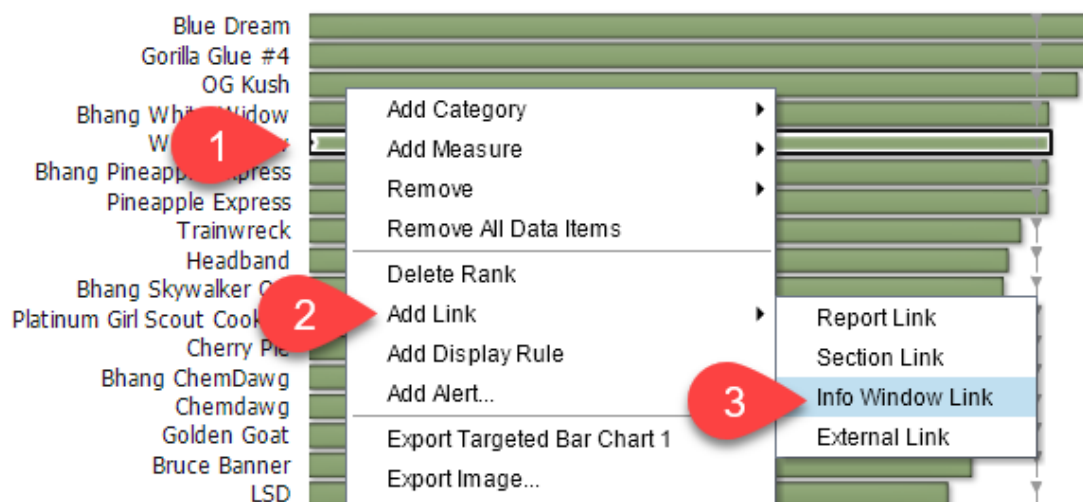 Blue Dream
Gorilla Glue #4
OG Kush
Bhang White Widow
1
W
Bhang Pineapple Express
Pineapple Express
Trainwreck
Headband
Bhang Skywalker
Platinum Girl Scout
Cherry Pie
Bhang ChemDawg
Chemdawg
Golden Goat
Bruce Banner
LSD
Add Category
Add Measure
Remove
Remove All Data Items
Delete Rank
2
Add Link
Add Display Rule
Add Alert...
Export Targeted Bar Chart 1
Export Image...
Report Link
Section Link
3
Info Window Link
External Link